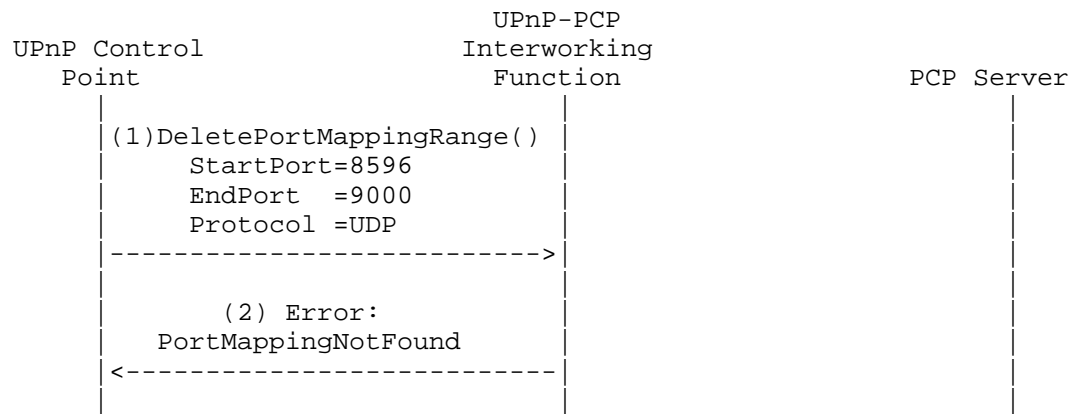 UPnP-PCP
UPnP Control Interworking
Point Function PCP Server
(1)DeletePortMappingRange()
StartPort=8596
EndPort =9000
Protocol =UDP
(2) Error:
PortMappingNotFound